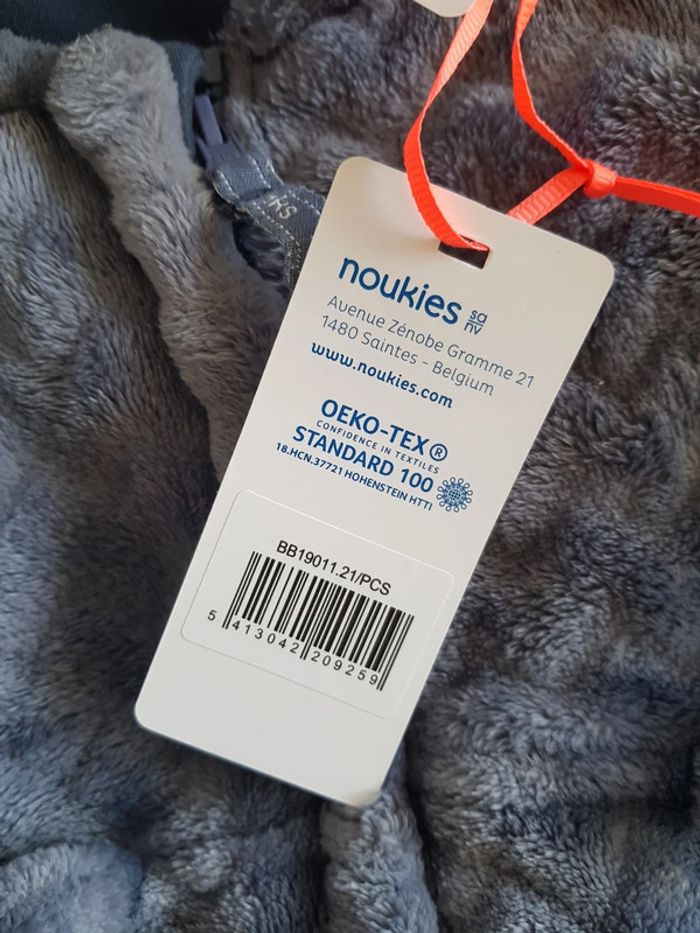 noukies sa/nv
Avenue Zénobe Gramme 21
1480 Saintes - Belgium
www.noukies.com
OEKO-TEX®
CONFIDENCE IN TEXTILES
STANDARD 100
18.HCN.37721 HOHENSTEIN HTTI
BB19011.21/PCS
5 413042 209259